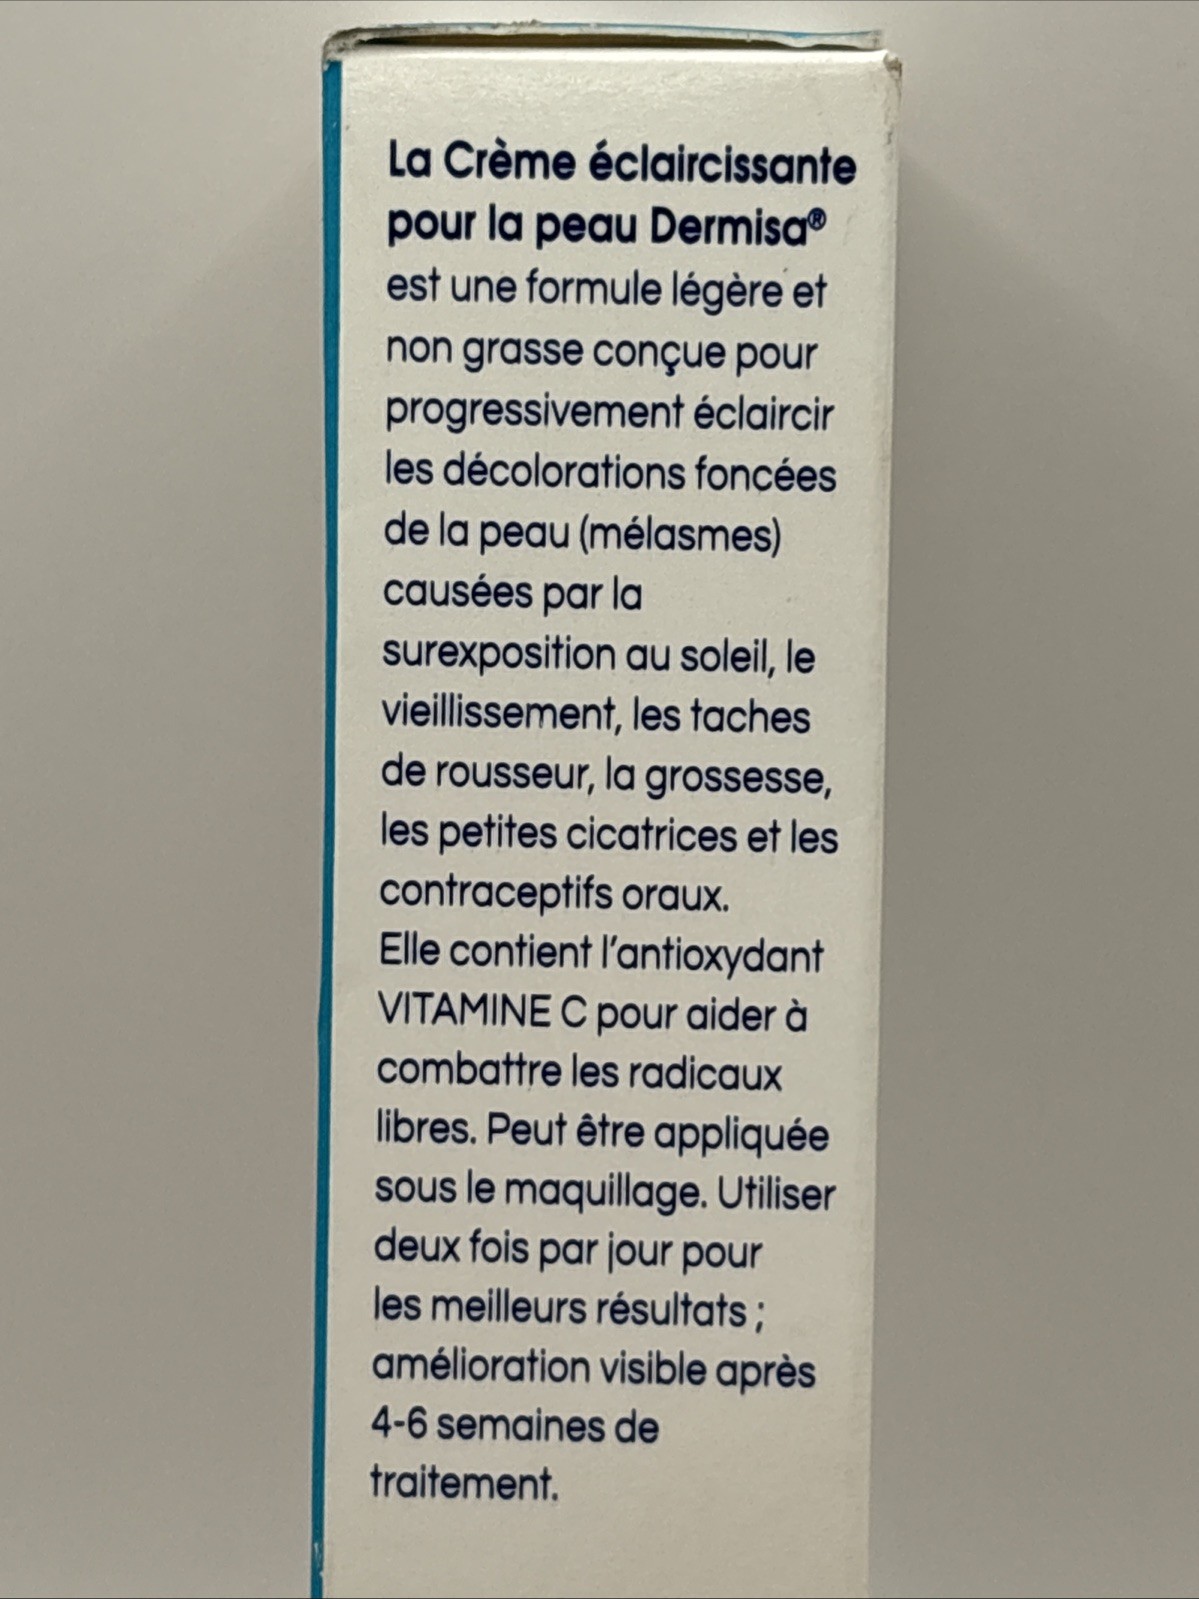 La Crème éclaircissante
pour la peau Dermisa®
est une formule légère et
non grasse conçue pour
progressivement éclaircir
les décolorations foncées
de la peau (mélasmes)
causées par la
surexposition au soleil, le
vieillissement, les taches
de rousseur, la grossesse,
les petites cicatrices et les
contraceptifs oraux.
Elle contient l’antioxydant
VITAMINE C pour aider à
combattre les radicaux
libres. Peut être appliquée
sous le maquillage. Utiliser
deux fois par jour pour
les meilleurs résultats ;
amélioration visible après
4-6 semaines de
traitement.